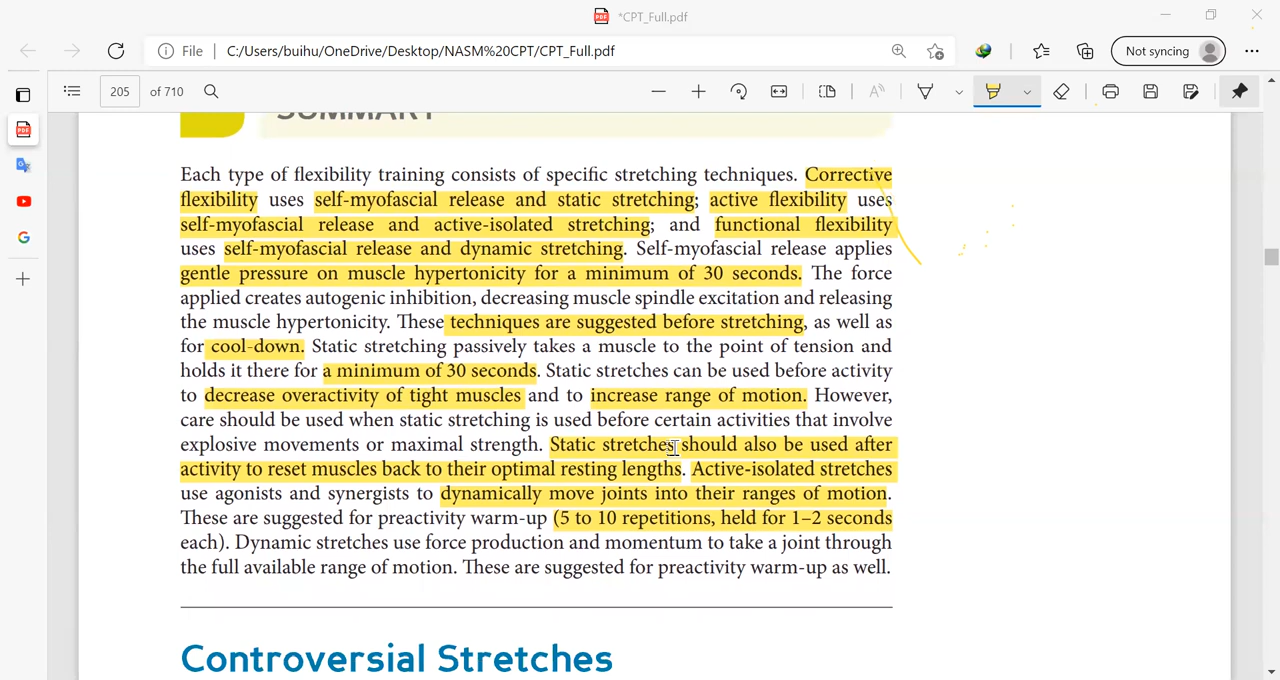 *CPT_Full.pdf
File | C:/Users/buihu/OneDrive/Desktop/NASM%20CPT/CPT_Full.pdf
Not syncing
205 of 710
SUMMARY
Each type of flexibility training consists of specific stretching techniques. Corrective
flexibility uses self-myofascial release and static stretching; active flexibility uses
self-myofascial release and active-isolated stretching; and functional flexibility
uses self-myofascial release and dynamic stretching. Self-myofascial release applies
gentle pressure on muscle hypertonicity for a minimum of 30 seconds. The force
applied creates autogenic inhibition, decreasing muscle spindle excitation and releasing
the muscle hypertonicity. These techniques are suggested before stretching, as well as
for cool-down. Static stretching passively takes a muscle to the point of tension and
holds it there for a minimum of 30 seconds. Static stretches can be used before activity
to decrease overactivity of tight muscles and to increase range of motion. However,
care should be used when static stretching is used before certain activities that involve
explosive movements or maximal strength. Static stretches should also be used after
activity to reset muscles back to their optimal resting lengths. Active-isolated stretches
use agonists and synergists to dynamically move joints into their ranges of motion.
These are suggested for preactivity warm-up (5 to 10 repetitions, held for 1–2 seconds
each). Dynamic stretches use force production and momentum to take a joint through
the full available range of motion. These are suggested for preactivity warm-up as well.
Controversial Stretches